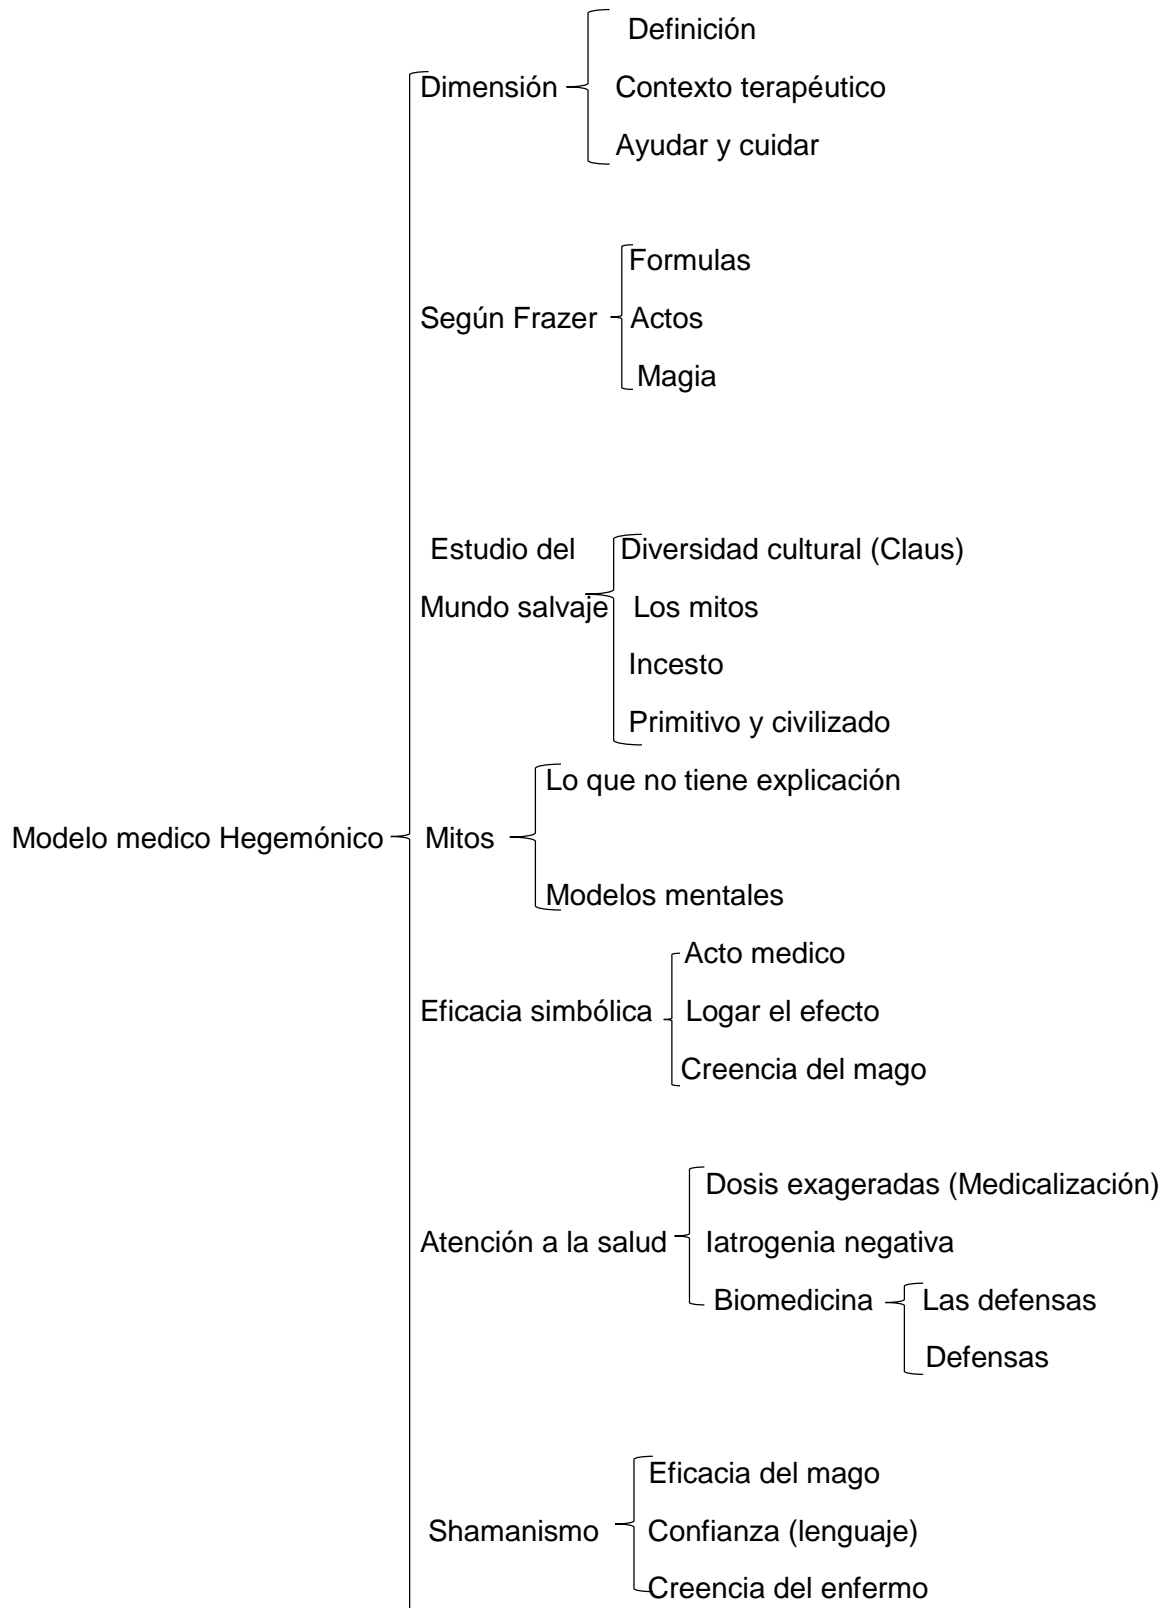 Definición
Dimensión
Contexto terapéutico
Ayudar y cuidar
Formulas
Según Frazer
Actos
Magia
Estudio del
Mundo salvaje
Diversidad cultural (Claus)
Los mitos
Incesto
Primitivo y civilizado
Modelo medico Hegemónico
Mitos
Lo que no tiene explicación
Modelos mentales
Eficacia simbólica
Acto medico
Logar el efecto
Creencia del mago
Atención a la salud
Dosis exageradas (Medicalización)
Iatrogenia negativa
Biomedicina
Las defensas
Defensas
Shamanismo
Eficacia del mago
Confianza (lenguaje)
Creencia del enfermo